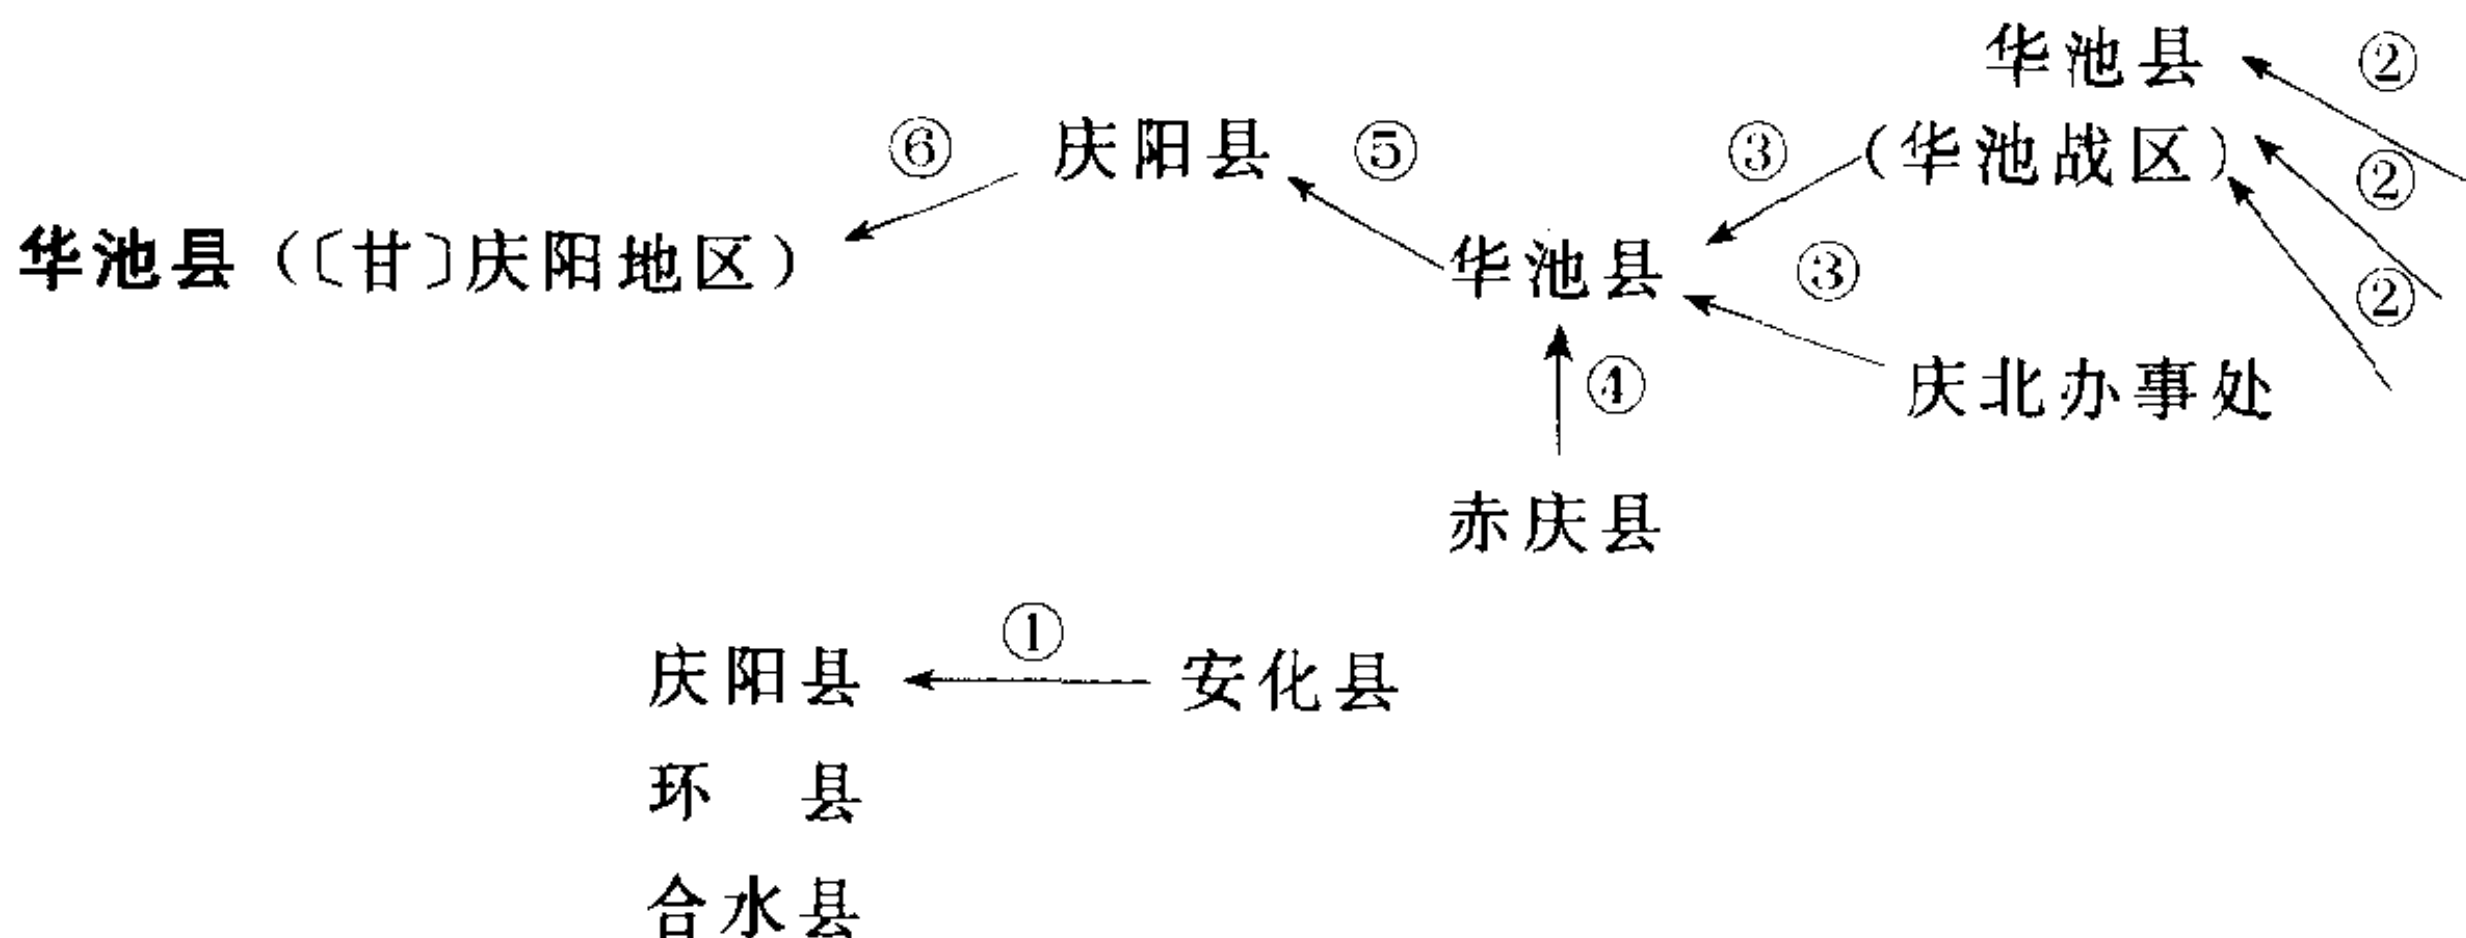 华池县 ②
⑥ 庆阳县 ⑤ ③ (华池战区) ②
华池县(〔甘〕庆阳地区) 华池县 ③ ②
④ 庆北办事处
赤庆县
①
庆阳县 安化县
环 县
合水县